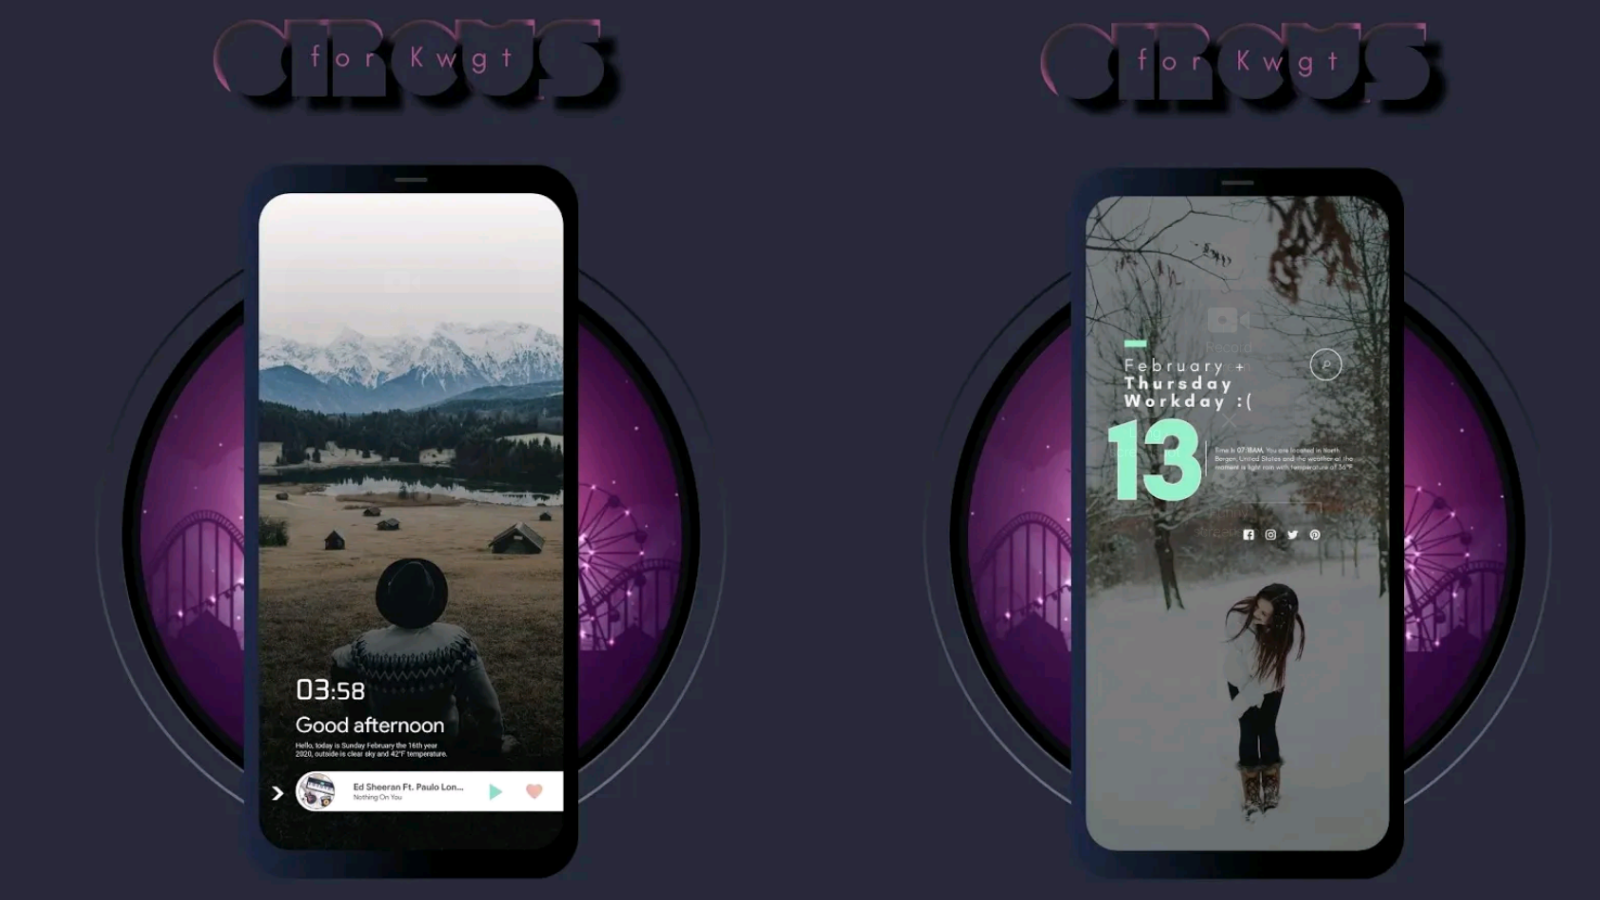 CIRCUS
for Kwgt
03:58
Good afternoon
Hello, today is Sunday February the 16th year
2020, outside is clear sky and 42°F temperature.
Ed Sheeran Ft. Paulo Lon...
Nothing On You
CIRCUS
for Kwgt
Record
February +
Thursday
Workday :(
13
Time is 07:18AM. You are located in North
Bergen, United States and the weather at the
moment is light rain with temperature of 36°F